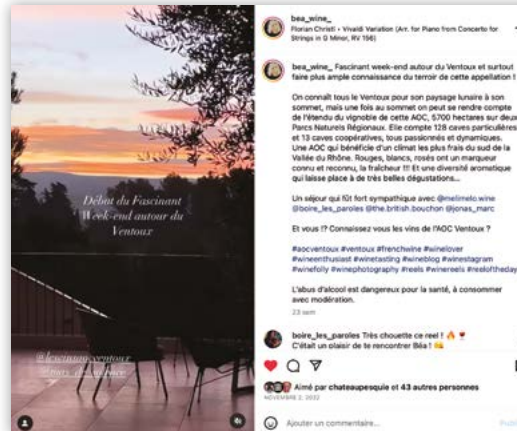 Début du Fascinant
Week-end autour du
Ventoux
bea_wine_
Florian Christl • Vivaldi Variation (Arr. for Piano from Concerto for
Strings in G Minor, RV 156)
bea_wine_ Fascinant week-end autour du Ventoux et surtout
faire plus ample connaissance du terroir de cette appellation !
On connaît tous le Ventoux pour son paysage lunaire à son
sommet, mais une fois au sommet on peut se rendre compte
de l'étendu du vignoble de cette AOC, 5700 hectares sur deux
Parcs Naturels Régionaux. Elle compte 128 caves particulières
et 13 caves coopératives, tous passionnés et dynamiques.
Une AOC qui bénéficie d'un climat les plus frais du sud de la
Vallée du Rhône. Rouges, blancs, rosés ont un marqueur
connu et reconnu, la fraîcheur !!! Et une diversité aromatique
qui laisse place à de très belles dégustations...
Un séjour qui fût fort sympathique avec @melimelo.wine
@boire_les_paroles @the.british.bouchon @jonas_marc
Et vous !? Connaissez vous les vins de l'AOC Ventoux ?
#aocventoux #ventoux #frenchwine #winelover
#wineenthusiast #winetasting #wineblog #winestagram
#winefolly #winephotography #reels #winereels #reeloftheday
L'abus d'alcool est dangereux pour la santé, à consommer
avec modération.
23 sem
boire_les_paroles Très chouette ce reel !
C'était un plaisir de te rencontrer Béa !
Aimé par chateaupesquie et 43 autres personnes
NOVEMBRE 2, 2022
Ajouter un commentaire...